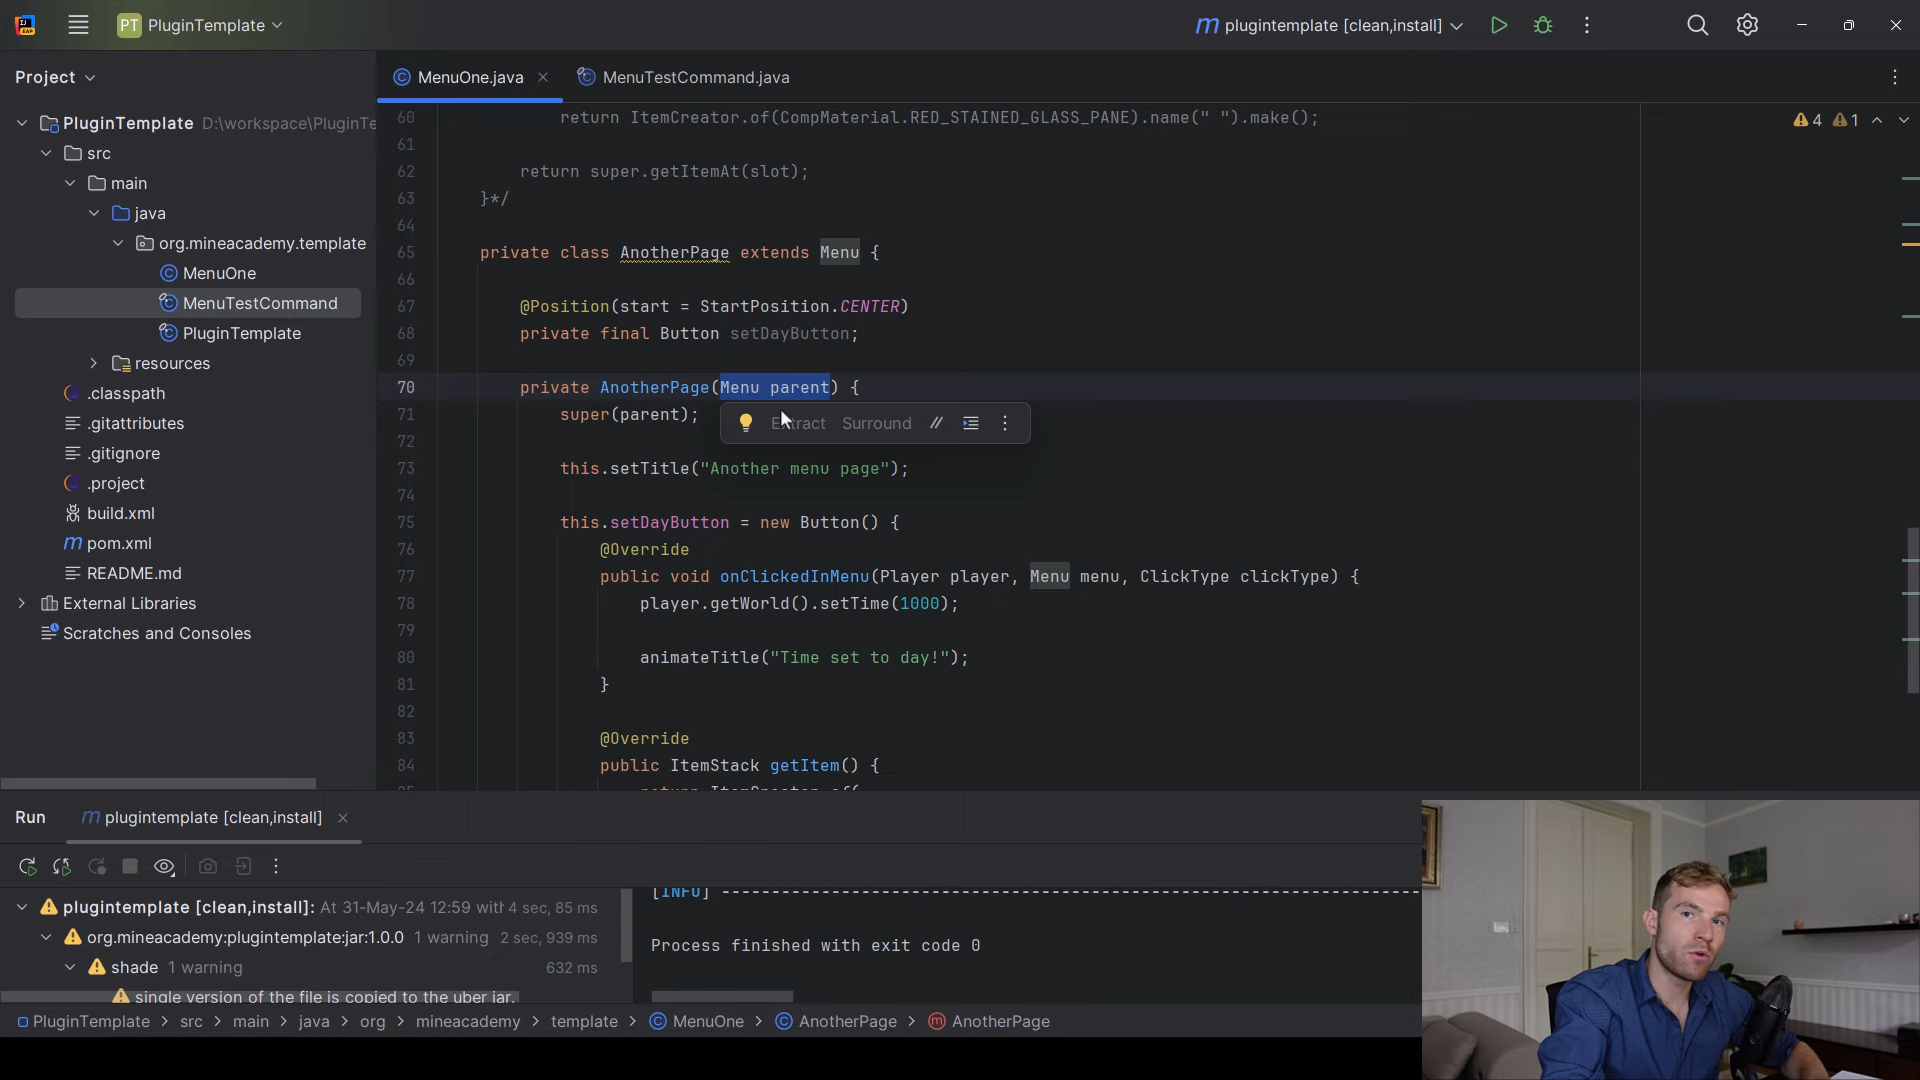 PT PluginTemplate
plugintemplate [clean,install]
Project
MenuOne.java
MenuTestCommand.java
PluginTemplate D:\workspace\PluginTe
src
main
java
org.mineacademy.template
MenuOne
MenuTestCommand
PluginTemplate
resources
.classpath
.gitattributes
.gitignore
.project
build.xml
m pom.xml
README.md
External Libraries
Scratches and Consoles
4 1
60 return ItemCreator.of(CompMaterial.RED_STAINED_GLASS_PANE).name(" ").make();
61
62 return super.getItemAt(slot);
63 }*/
64
65 private class AnotherPage extends Menu {
66
67 @Position(start = StartPosition.CENTER)
68 private final Button setDayButton;
69
70 private AnotherPage(Menu parent) {
71 super(parent);
Extract Surround //
72
73 this.setTitle("Another menu page");
74
75 this.setDayButton = new Button() {
76 @Override
77 public void onClickedInMenu(Player player, Menu menu, ClickType clickType) {
78 player.getWorld().setTime(1000);
79
80 animateTitle("Time set to day!");
81 }
82
83 @Override
84 public ItemStack getItem() {
Run
plugintemplate [clean,install]
plugintemplate [clean,install]: At 31-May-24 12:59 with 4 sec, 85 ms
org.mineacademy:plugintemplate:jar:1.0.0 1 warning 2 sec, 939 ms
shade 1 warning 632 ms
single version of the file is copied to the uber jar.
[INFO] ------------------------------------------------------------------------
Process finished with exit code 0
PluginTemplate > src > main > java > org > mineacademy > template > MenuOne > AnotherPage > AnotherPage